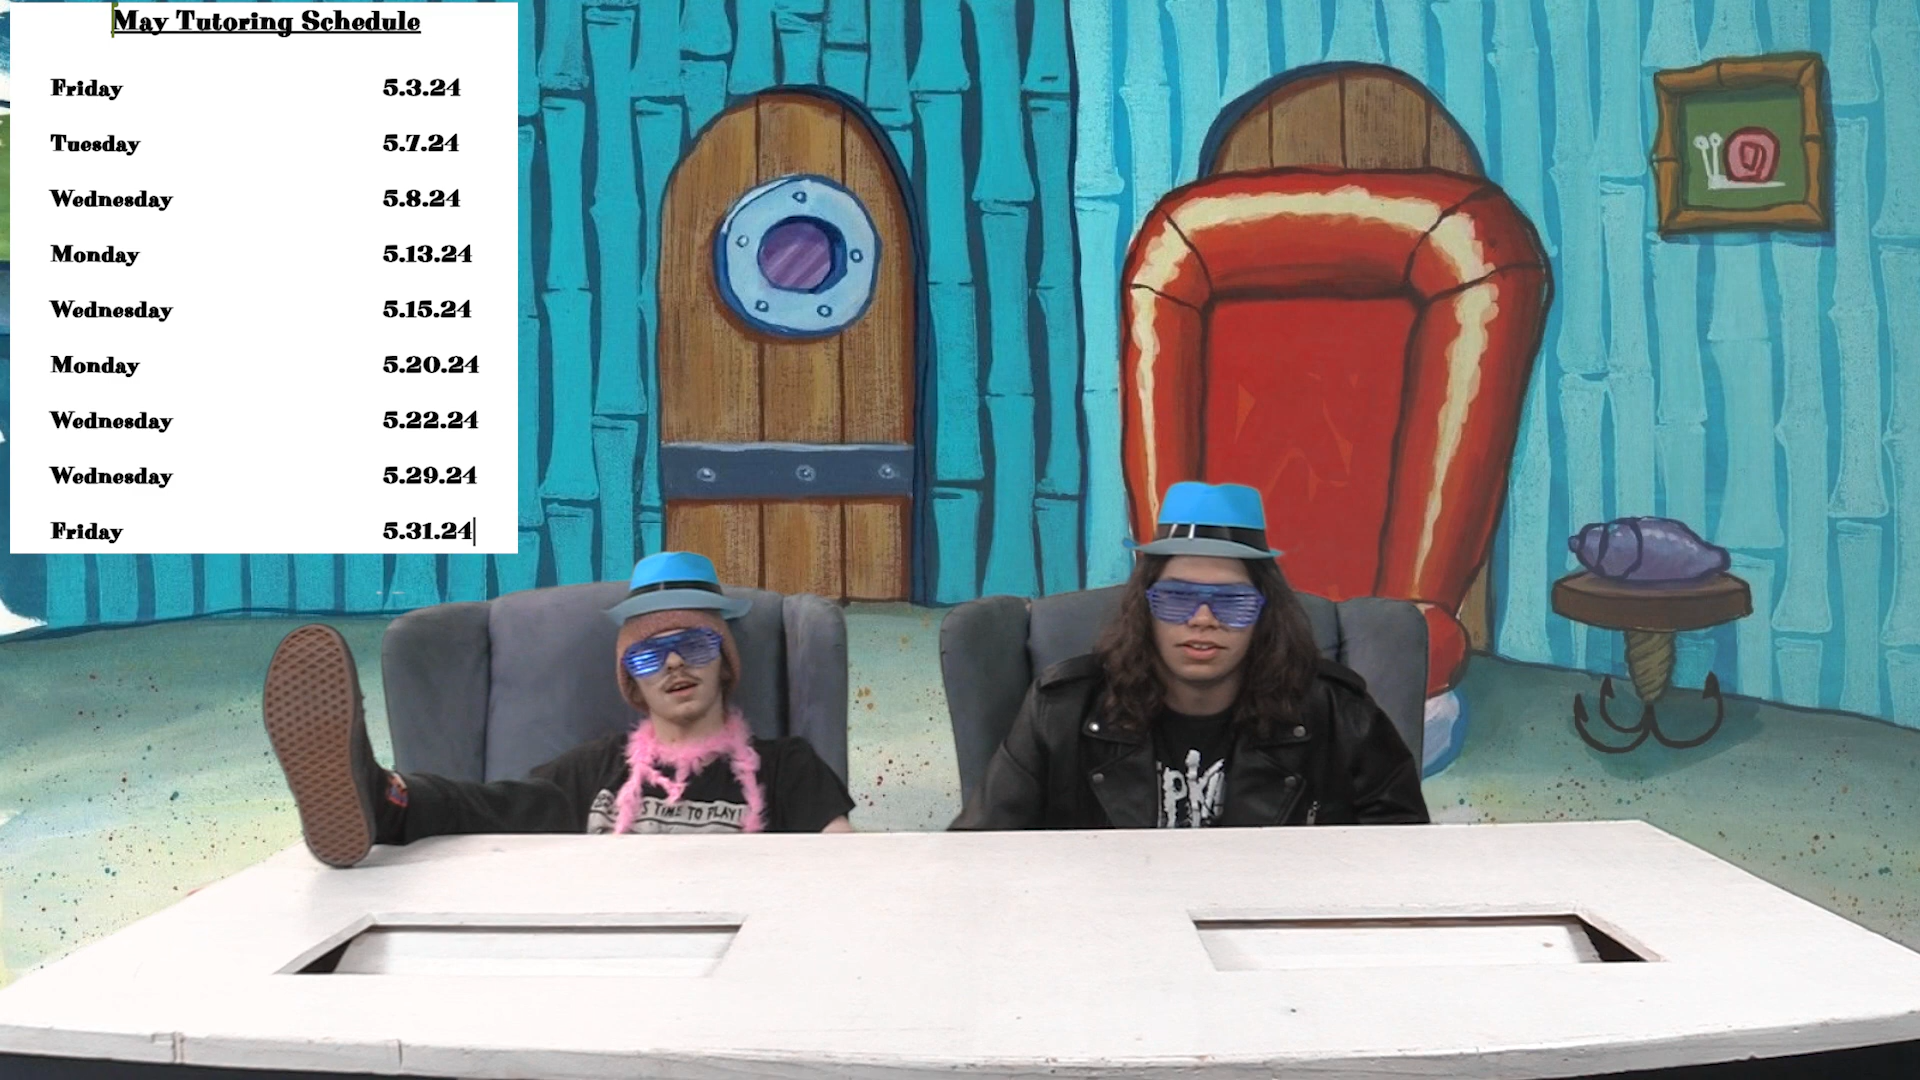 May Tutoring Schedule
Friday 5.3.24
Tuesday 5.7.24
Wednesday 5.8.24
Monday 5.13.24
Wednesday 5.15.24
Monday 5.20.24
Wednesday 5.22.24
Wednesday 5.29.24
Friday 5.31.24
TIME TO PLAY!